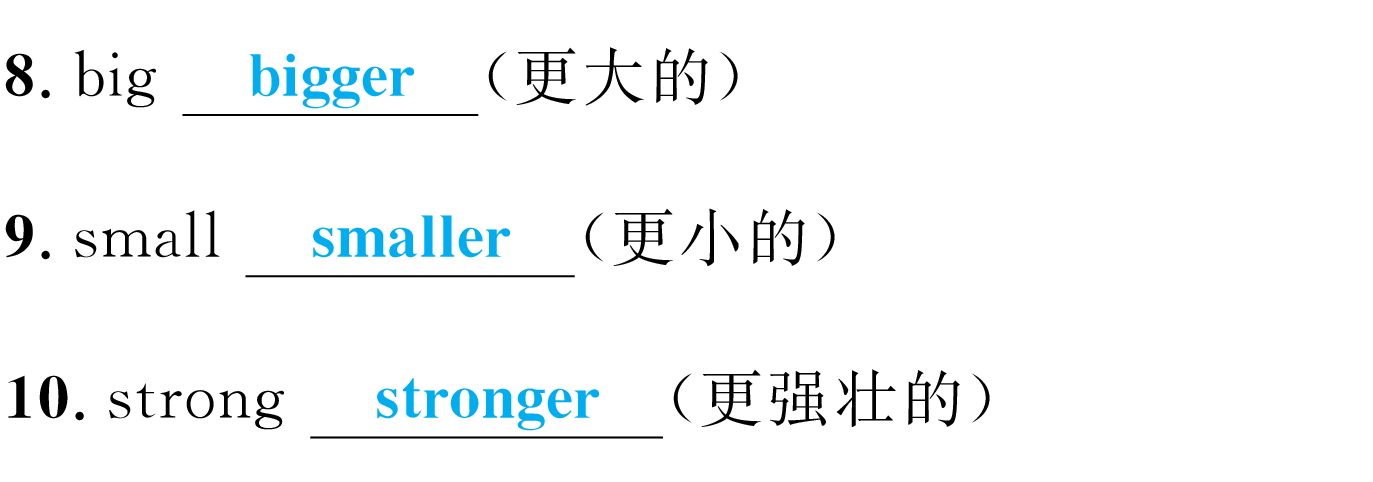 8. big bigger（更大的）
9. small smaller（更小的）
10. strong stronger（更强壮的）